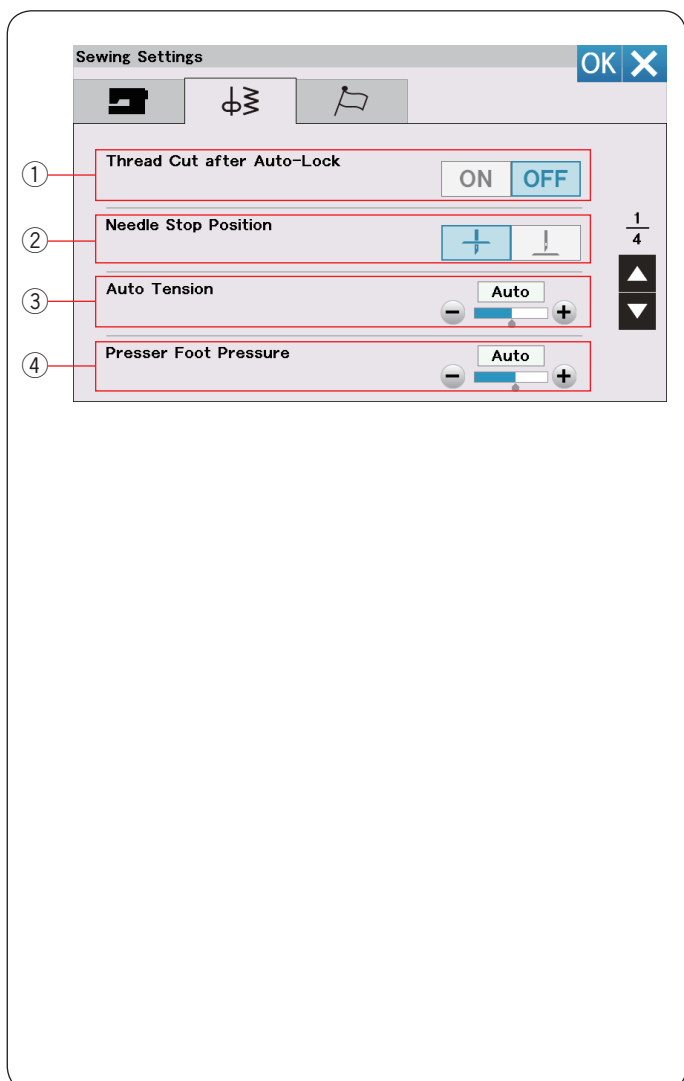 Sewing Settings
OK
① Thread Cut after Auto-Lock
ON OFF
② Needle Stop Position
1
4
③ Auto Tension
Auto
④ Presser Foot Pressure
Auto